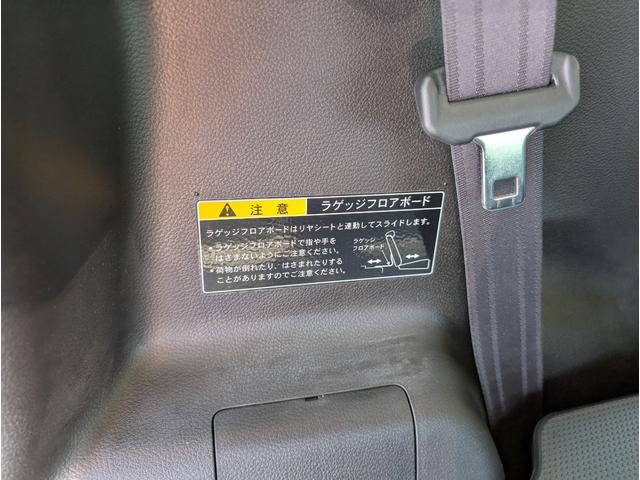 注意 ラゲッジフロアボード
ラゲッジフロアボードはリヤシートと連動してスライドします。
•ラゲッジフロアボードで指や手を
はさまないようにご注意ください。
•荷物が倒れたり、はさまれたりする
ことがありますのでご注意ください。
ラゲッジ
フロアボード